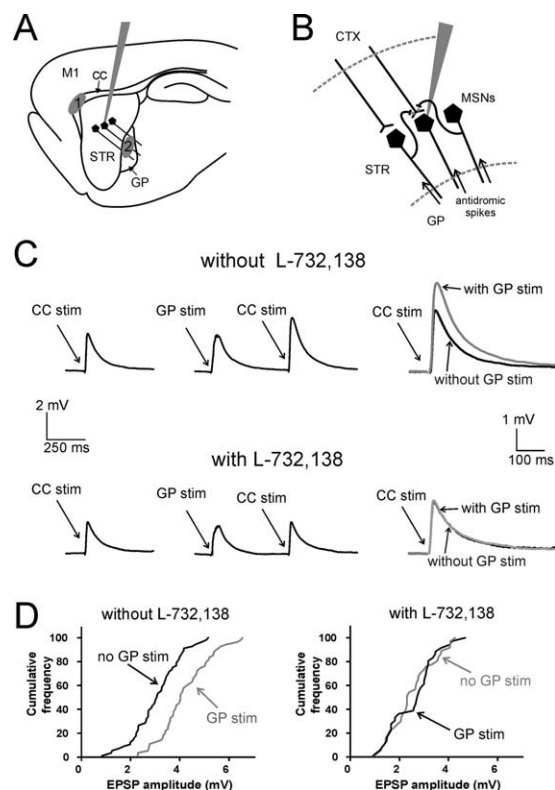 A
M1
cc
1
STR
2
GP
B
CTX
MSNs
STR
GP
antidromic
spikes
C
without L-732,138
CC stim
GP stim
CC stim
CC stim
with GP stim
without GP stim
2 mV
250 ms
1 mV
100 ms
with L-732,138
CC stim
GP stim
CC stim
CC stim
with GP stim
without GP stim
D
without L-732,138
Cumulative
frequency
100
80
60
40
20
0
no GP stim
GP stim
0 2 4 6
EPSP amplitude (mV)
with L-732,138
Cumulative
frequency
100
80
60
40
20
0
no GP stim
GP stim
0 2 4 6
EPSP amplitude (mV)